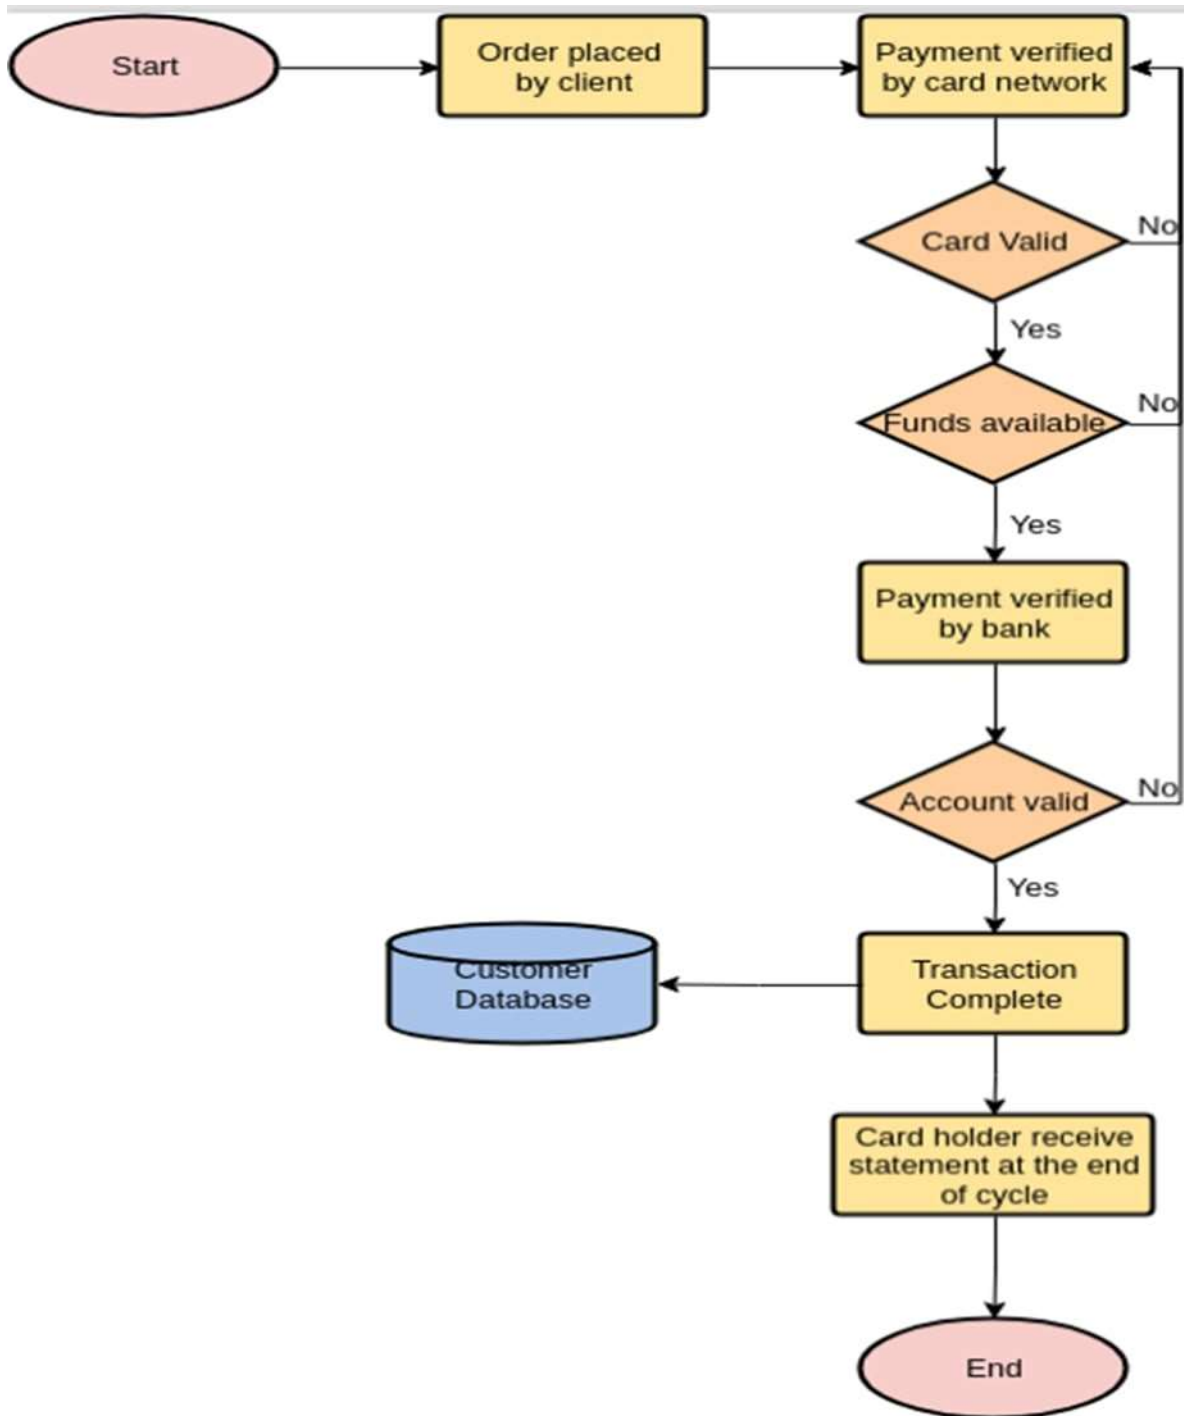 Start
Order placed
by client
Payment verified
by card network
Card Valid
No
Yes
Funds available
No
Yes
Payment verified
by bank
Account valid
No
Yes
Customer
Database
Transaction
Complete
Card holder receive
statement at the end
of cycle
End